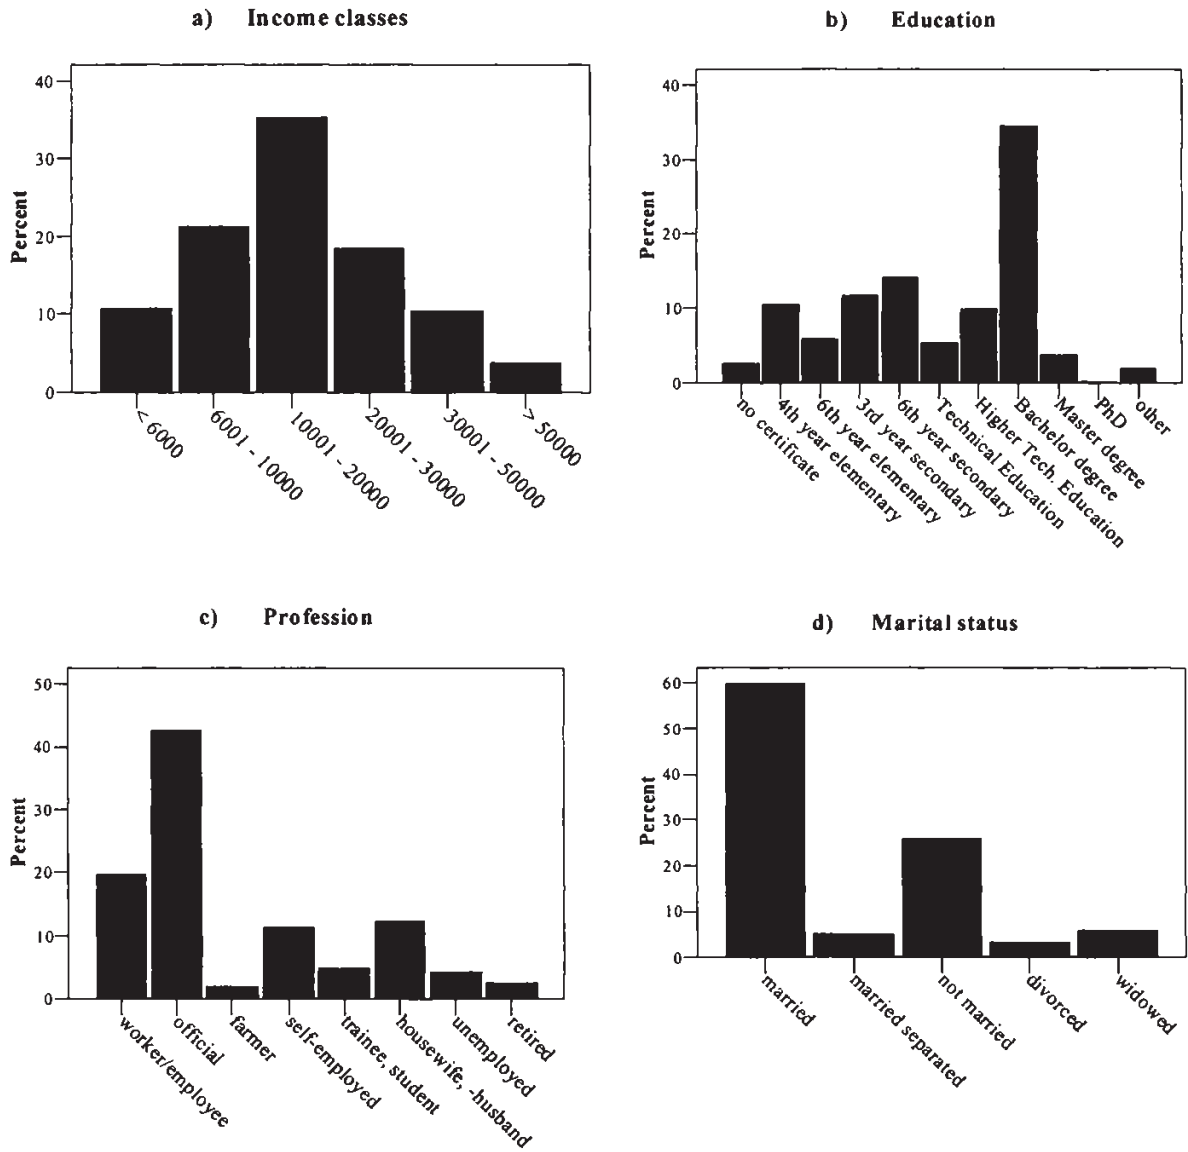 a) Income classes
Percent
40
30
20
10
0
< 6000
6001 - 10000
10001 - 20000
20001 - 30000
30001 - 50000
> 50000
b) Education
Percent
40
30
20
10
0
no certificate
4th year elementary
6th year elementary
3rd year secondary
6th year secondary
Technical Education
Higher Tech. Education
Bachelor degree
Master degree
PhD
other
c) Profession
Percent
50
40
30
20
10
0
worker/employee
official
farmer
self-employed
trainee, student
housewife, -husband
unemployed
retired
d) Marital status
Percent
60
50
40
30
20
10
0
married
married separated
not married
divorced
widowed